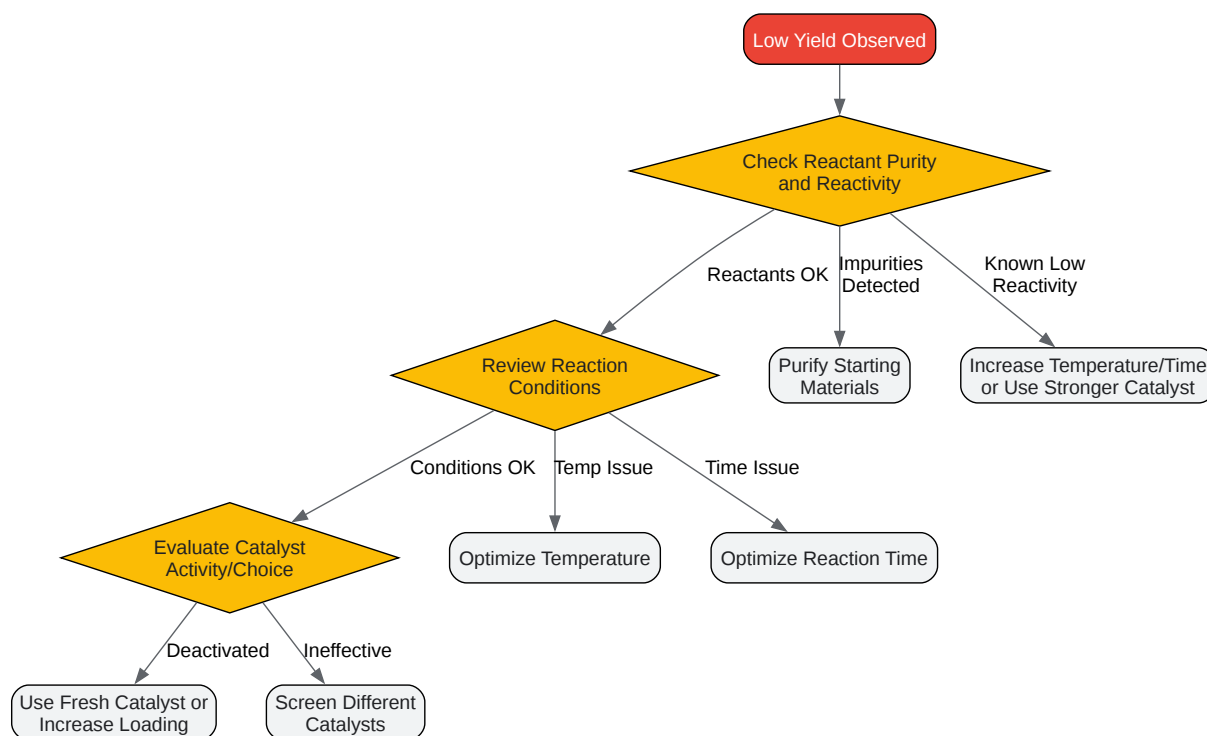 Low Yield Observed
Check Reactant Purity
and Reactivity
Reactants OK
Impurities
Detected
Known Low
Reactivity
Review Reaction
Conditions
Purify Starting
Materials
Increase Temperature/Time
or Use Stronger Catalyst
Conditions OK
Temp Issue
Time Issue
Evaluate Catalyst
Activity/Choice
Optimize Temperature
Optimize Reaction Time
Deactivated
Ineffective
Use Fresh Catalyst or
Increase Loading
Screen Different
Catalysts